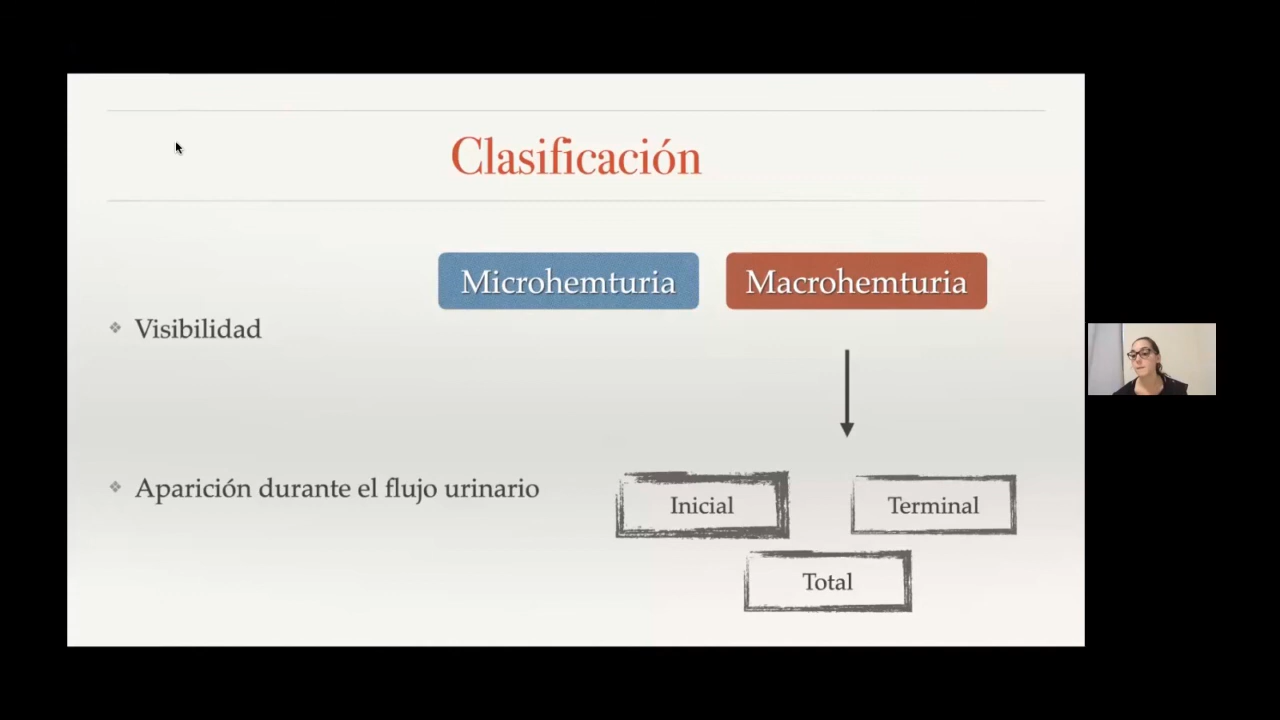 Clasificación
Microhemturia
Macrohemturia
Visibilidad
Aparición durante el flujo urinario
Inicial
Terminal
Total